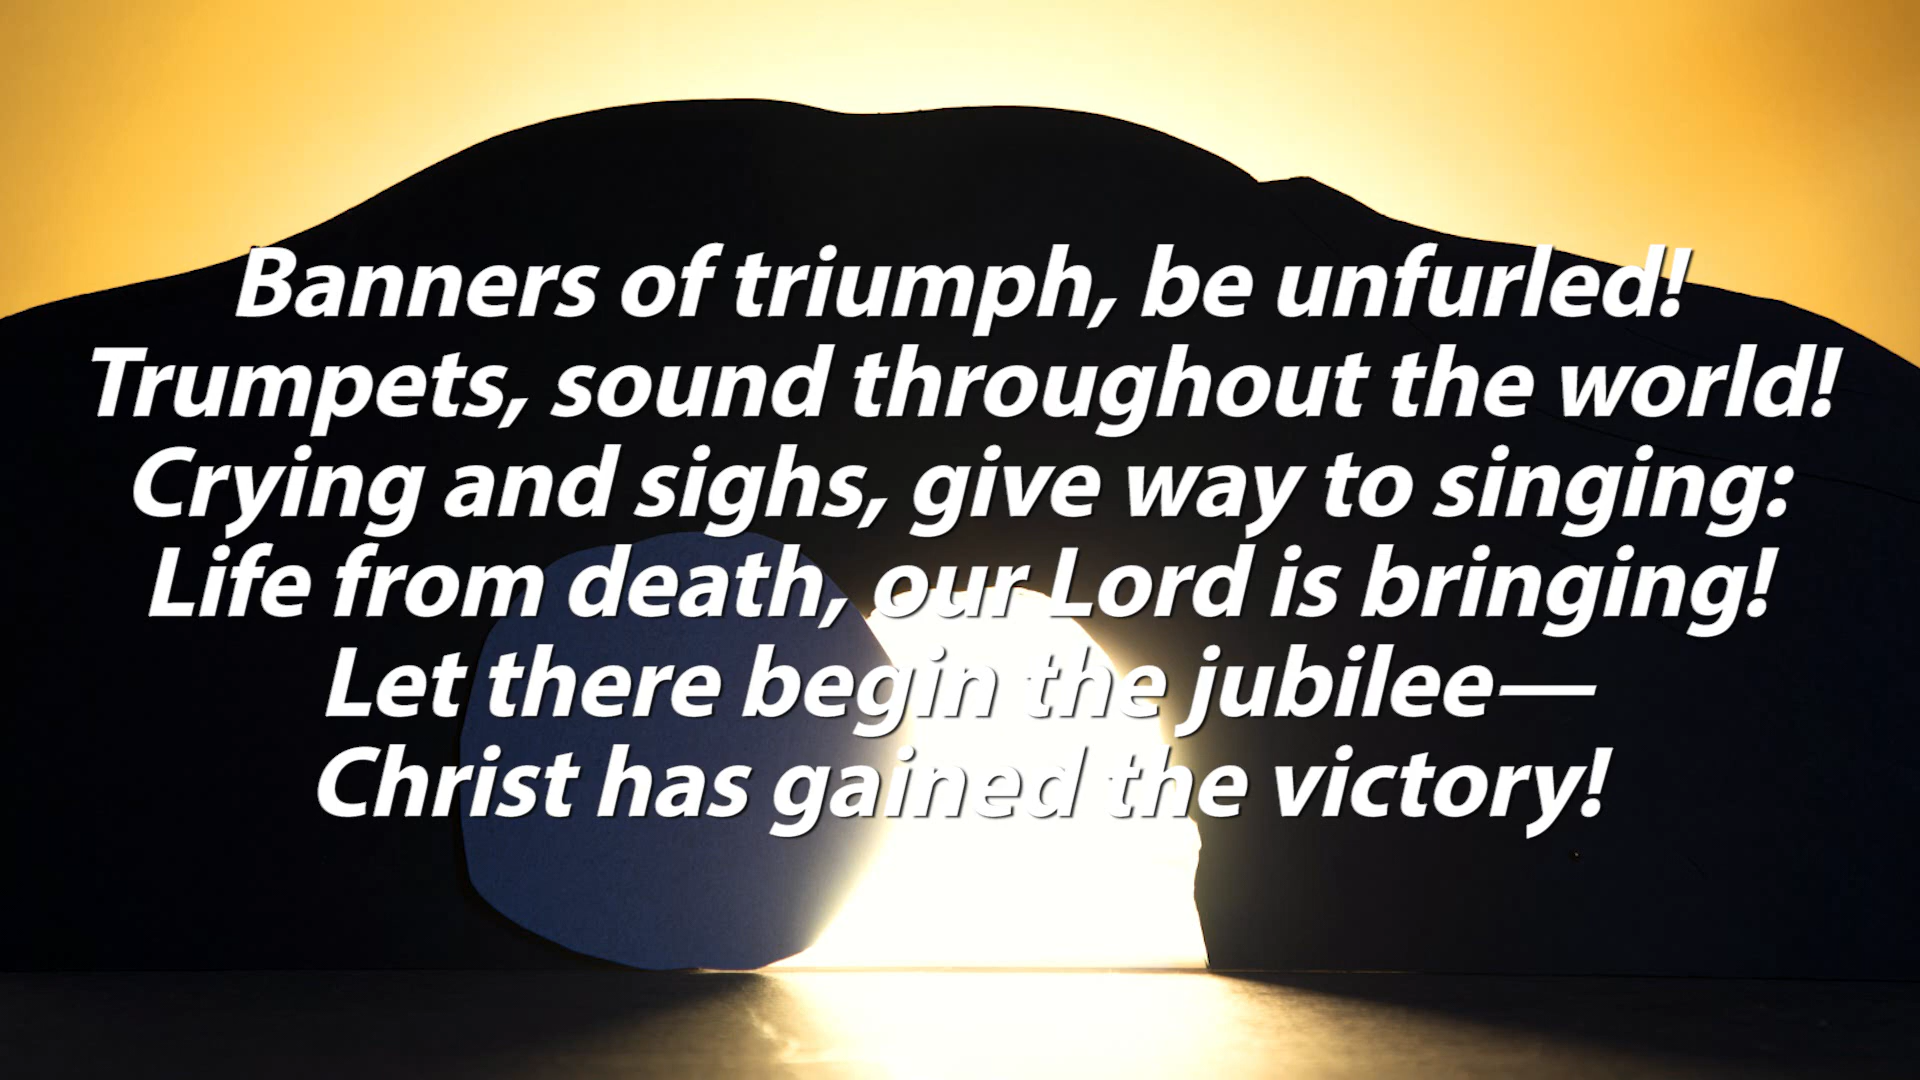 Banners of triumph, be unfurled!
Trumpets, sound throughout the world!
Crying and sighs, give way to singing:
Life from death, our Lord is bringing!
Let there begin the jubilee—
Christ has gained the victory!